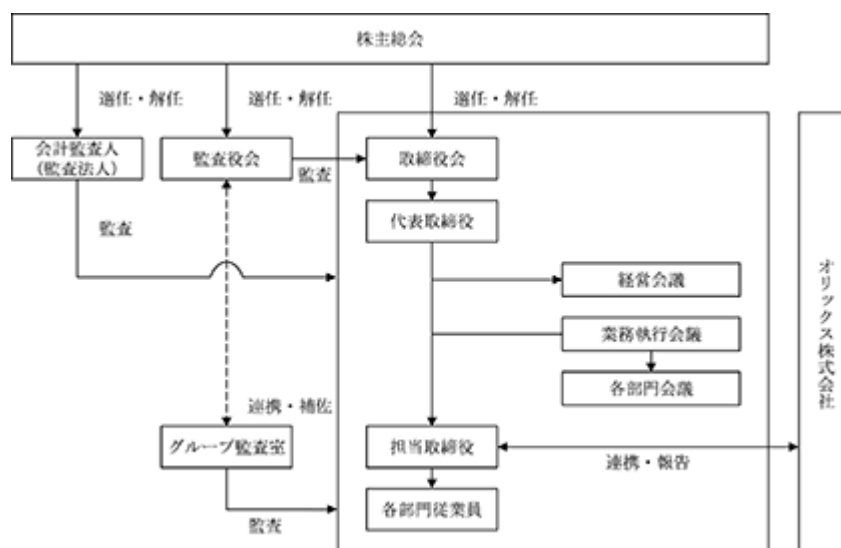 株主総会
選任・解任
選任・解任
選任・解任
会計監査人
(監査法人)
監査役会
監査
取締役会
代表取締役
監査
経営会議
業務執行会議
各部門会議
オリックス株式会社
連携・補佐
グループ監査室
担当取締役
連携・報告
各部門従業員
監査